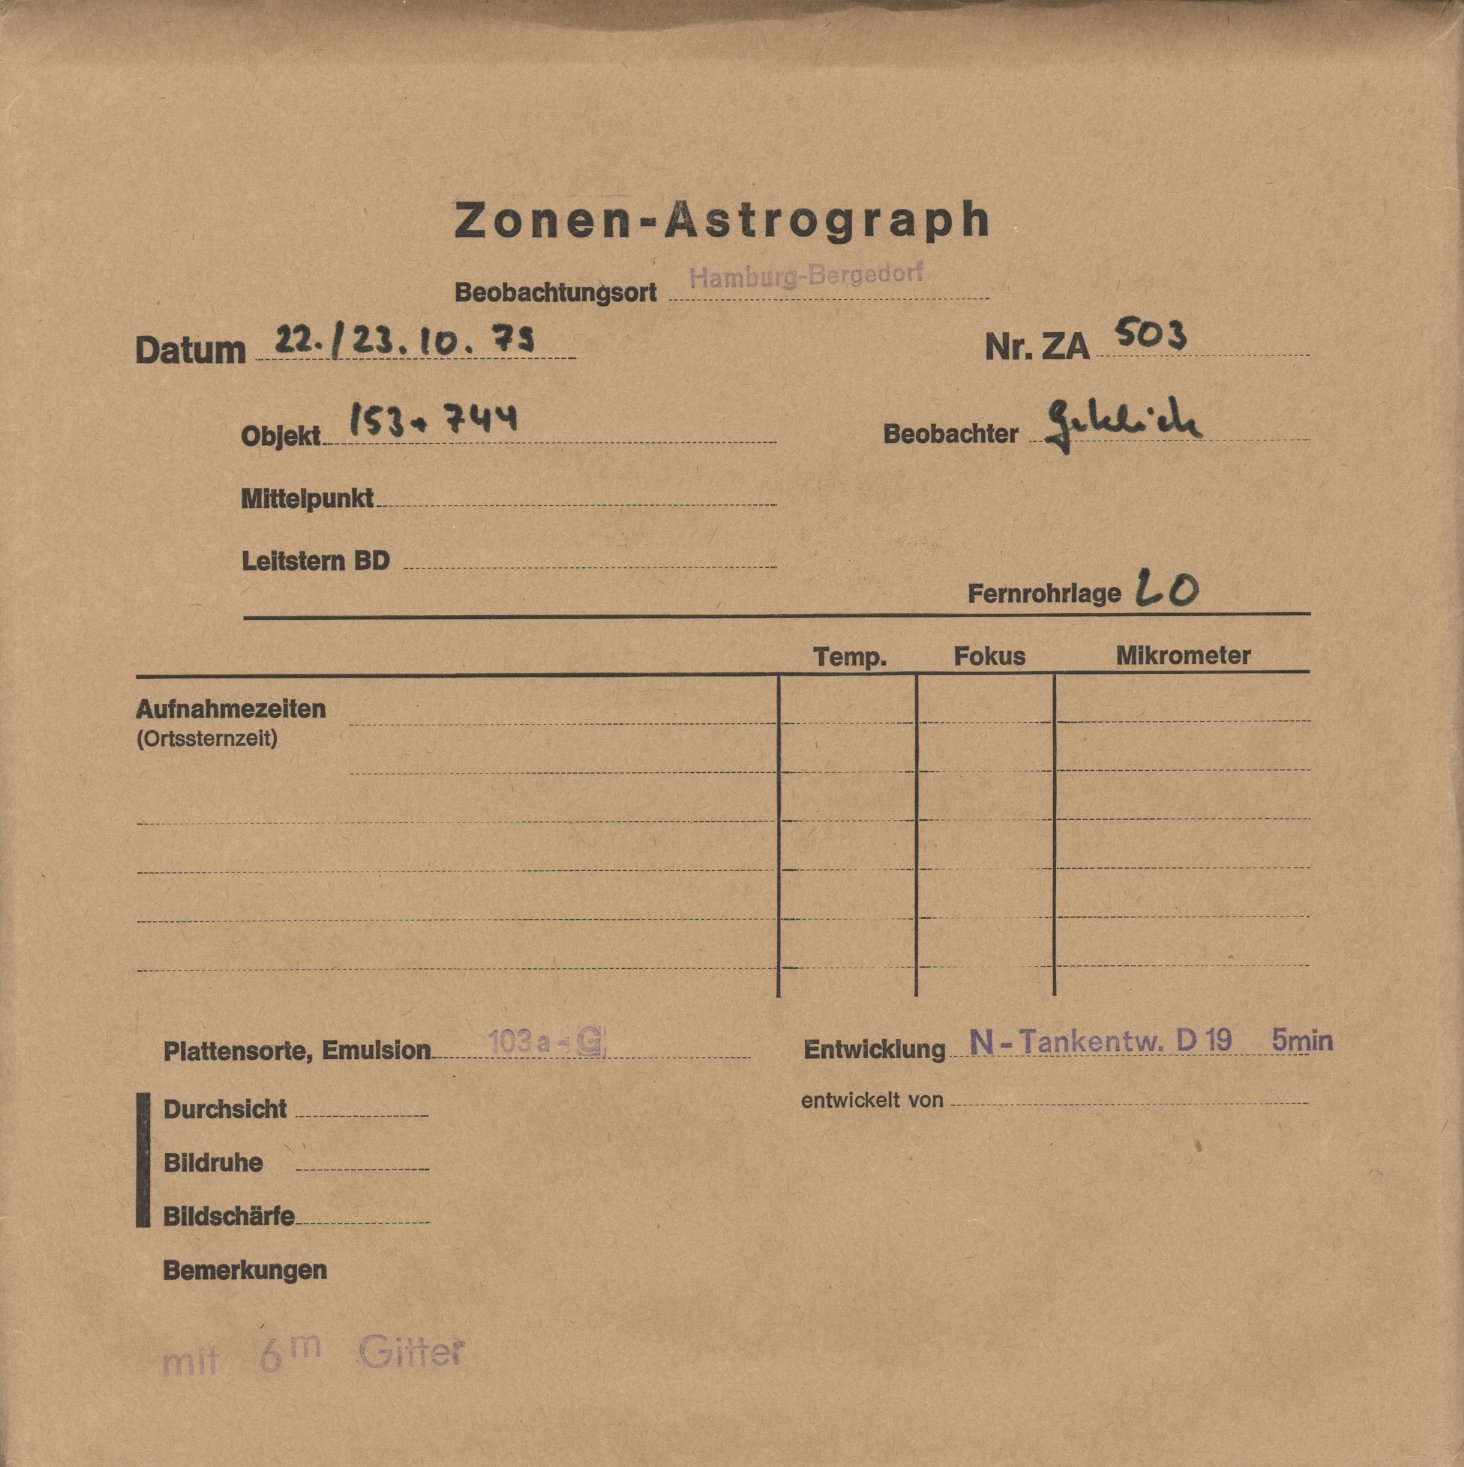 Zonen-Astrograph
Beobachtungsort Hamburg-Bergedorf
Datum 22./23.10.79 Nr. ZA 503
Objekt 153+744 Beobachter
Mittelpunkt
Leitstern BD
Fernrohrlage LO
Temp. Fokus Mikrometer
Aufnahmezeiten
(Ortssternzeit)
Plattensorte, Emulsion 103a-G Entwicklung N-Tankentw. D 19 5min
Durchsicht entwickelt von
Bildruhe
Bildschärfe
Bemerkungen
mit 6m Gitter